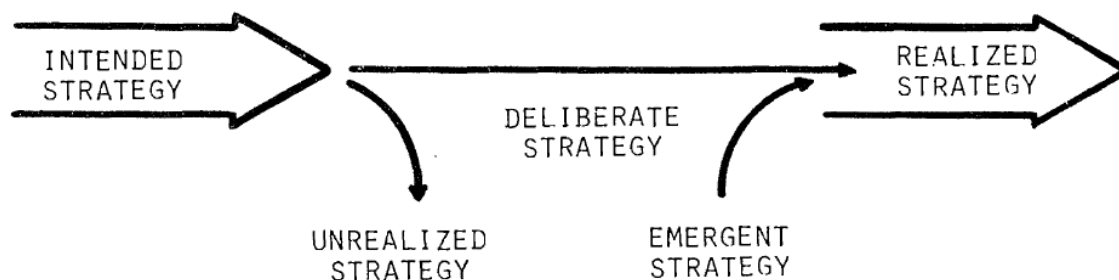 INTENDED
STRATEGY
DELIBERATE
STRATEGY
REALIZED
STRATEGY
UNREALIZED
STRATEGY
EMERGENT
STRATEGY